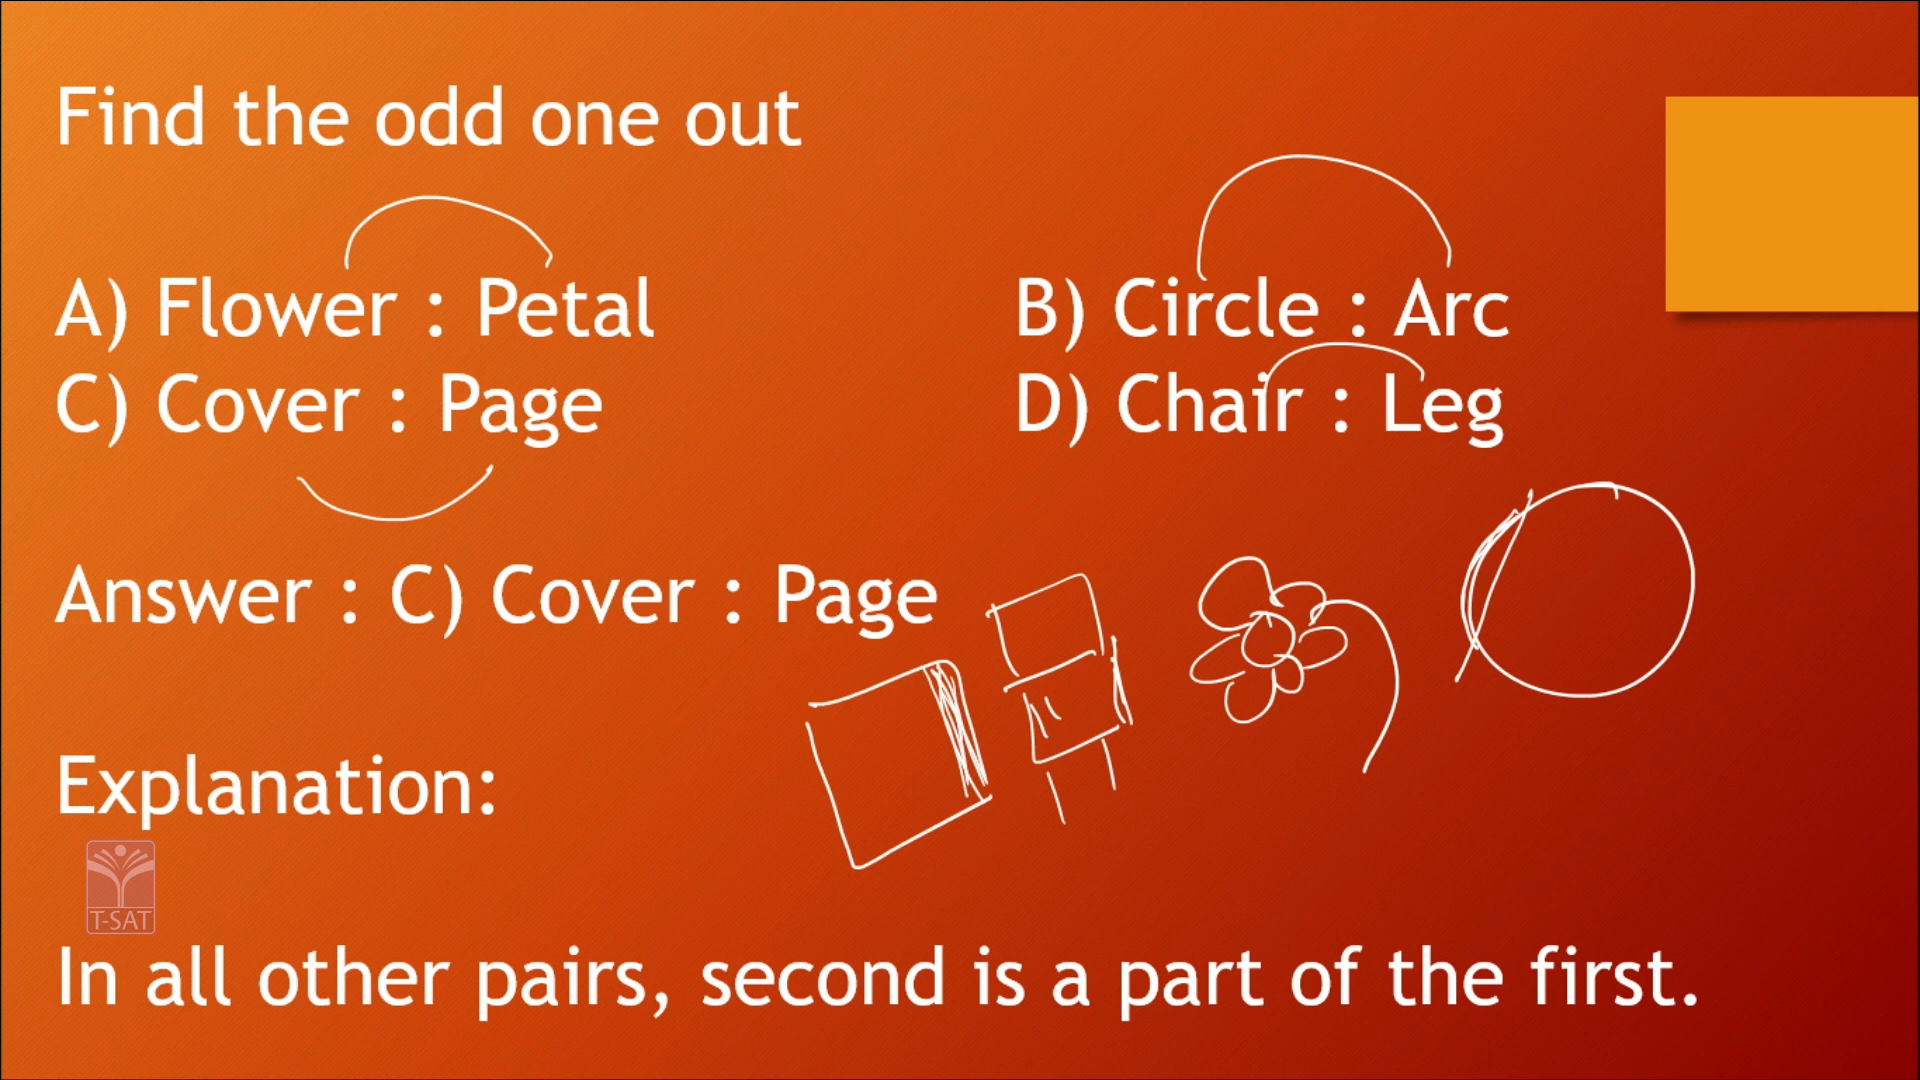 Find the odd one out
A) Flower : Petal
B) Circle : Arc
C) Cover : Page
D) Chair : Leg
Answer : C) Cover : Page
Explanation:
T-SAT
In all other pairs, second is a part of the first.